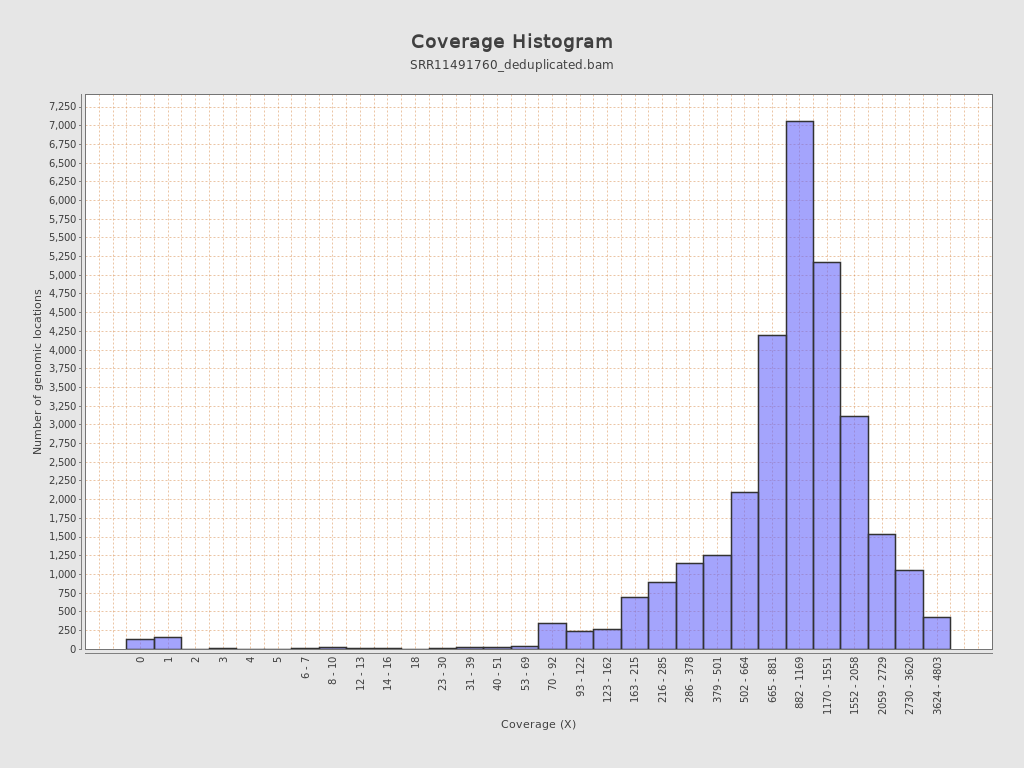 Coverage Histogram
SRR11491760_deduplicated.bam
Number of genomic locations
7,250
7,000
6,750
6,500
6,250
6,000
5,750
5,500
5,250
5,000
4,750
4,500
4,250
4,000
3,750
3,500
3,250
3,000
2,750
2,500
2,250
2,000
1,750
1,500
1,250
1,000
750
500
250
0
0
1
2
3
4
5
6 - 7
8 - 10
12 - 13
14 - 16
18
23 - 30
31 - 39
40 - 51
53 - 69
70 - 92
93 - 122
123 - 162
163 - 215
216 - 285
286 - 378
379 - 501
502 - 664
665 - 881
882 - 1169
1170 - 1551
1552 - 2058
2059 - 2729
2730 - 3620
3624 - 4803
Coverage (X)